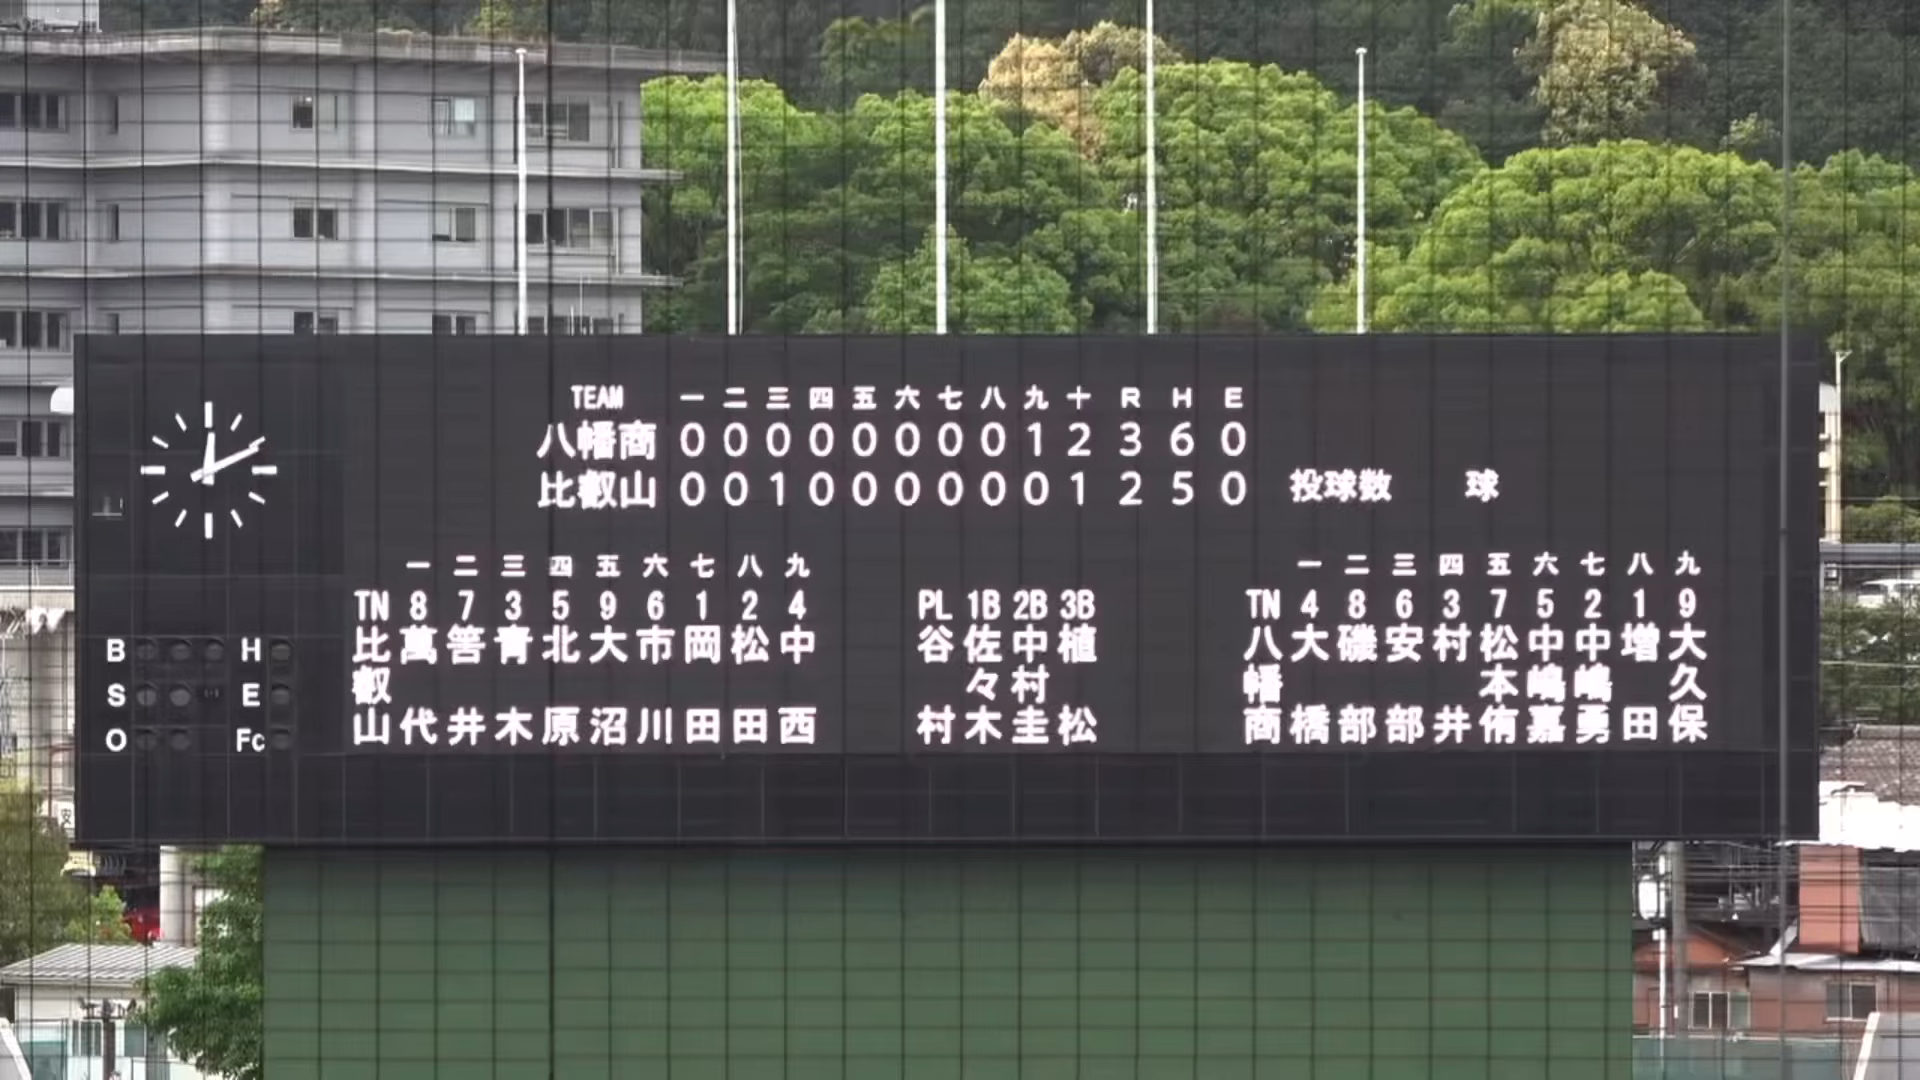 TEAM 一 二 三 四 五 六 七 八 九 十 R H E
八幡商 0 0 0 0 0 0 0 0 1 2 3 6 0
比叡山 0 0 1 0 0 0 0 0 0 1 2 5 0 投球数 球
一 二 三 四 五 六 七 八 九
TN 8 7 3 5 9 6 1 2 4
比 萬 筈 青 北 大 市 岡 松 中
叡
山 代 井 木 原 沼 川 田 田 西
PL 1B 2B 3B
谷 佐 中 植
々 村
村 木 圭 松
一 二 三 四 五 六 七 八 九
TN 4 8 6 3 7 5 2 1 9
八 大 磯 安 村 松 中 中 増 大
幡 本 嶋 嶋 久
商 橋 部 部 井 侑 嘉 勇 田 保
B H
S E
O Fc